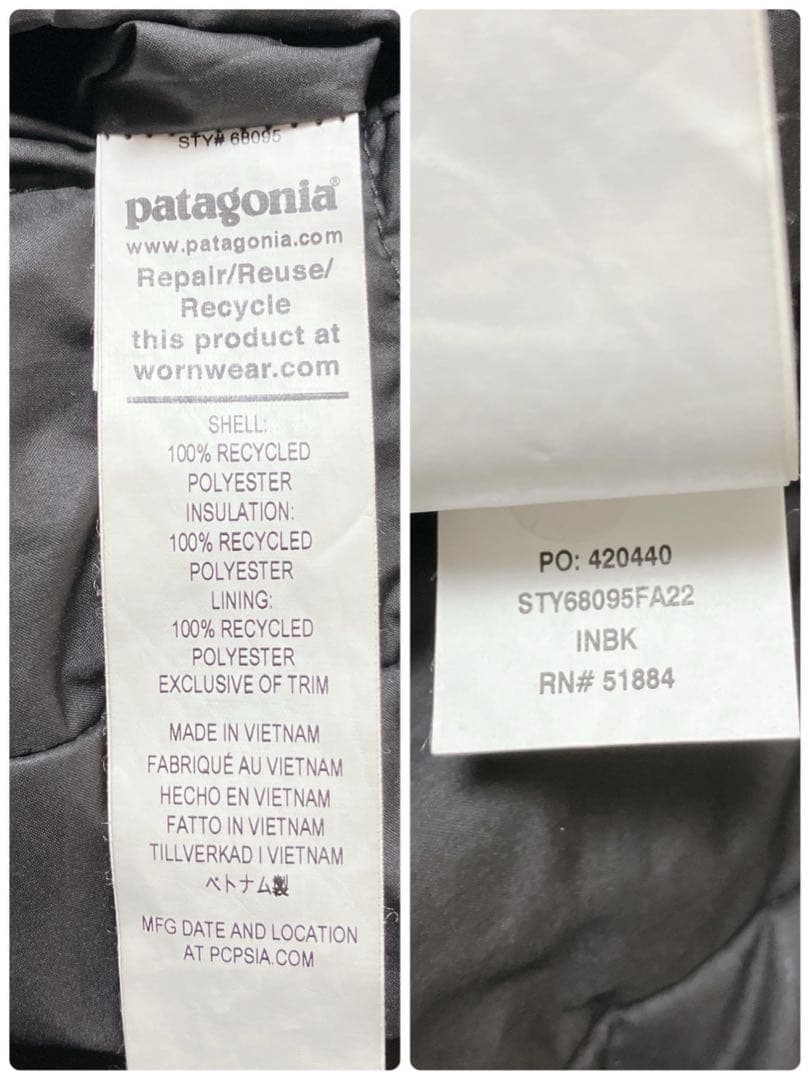 STY# 68095
patagonia®
www.patagonia.com
Repair/Reuse/
Recycle
this product at
wornwear.com
SHELL:
100% RECYCLED
POLYESTER
INSULATION:
100% RECYCLED
POLYESTER
LINING:
100% RECYCLED
POLYESTER
EXCLUSIVE OF TRIM
MADE IN VIETNAM
FABRIQUÉ AU VIETNAM
HECHO EN VIETNAM
FATTO IN VIETNAM
TILLVERKAD I VIETNAM
ベトナム製
MFG DATE AND LOCATION
AT PCPSIA.COM
PO: 420440
STY68095FA22
INBK
RN# 51884